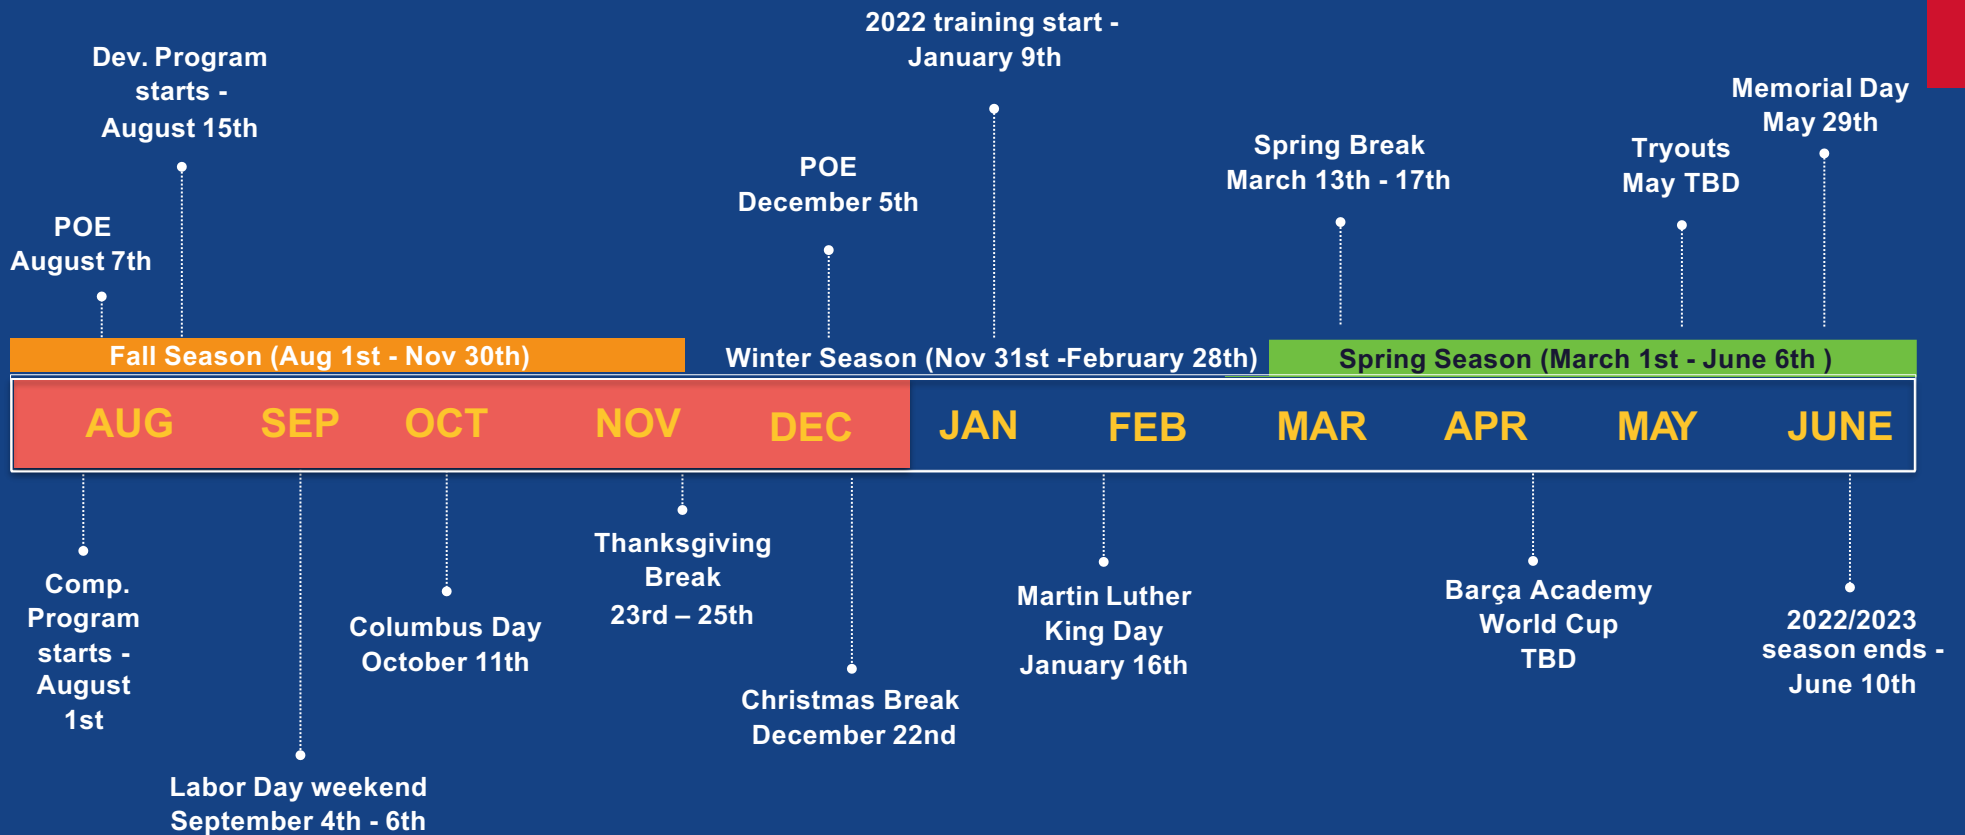 2022 training start -
January 9th
Dev. Program
starts -
August 15th
Memorial Day
May 29th
Spring Break
March 13th - 17th
Tryouts
May TBD
POE
December 5th
POE
August 7th
Fall Season (Aug 1st - Nov 30th)
Winter Season (Nov 31st -February 28th)
Spring Season (March 1st - June 6th )
AUG
SEP
OCT
NOV
DEC
JAN
FEB
MAR
APR
MAY
JUNE
Comp.
Program
starts -
August
1st
Labor Day weekend
September 4th - 6th
Columbus Day
October 11th
Thanksgiving
Break
23rd – 25th
Christmas Break
December 22nd
Martin Luther
King Day
January 16th
Barça Academy
World Cup
TBD
2022/2023
season ends -
June 10th